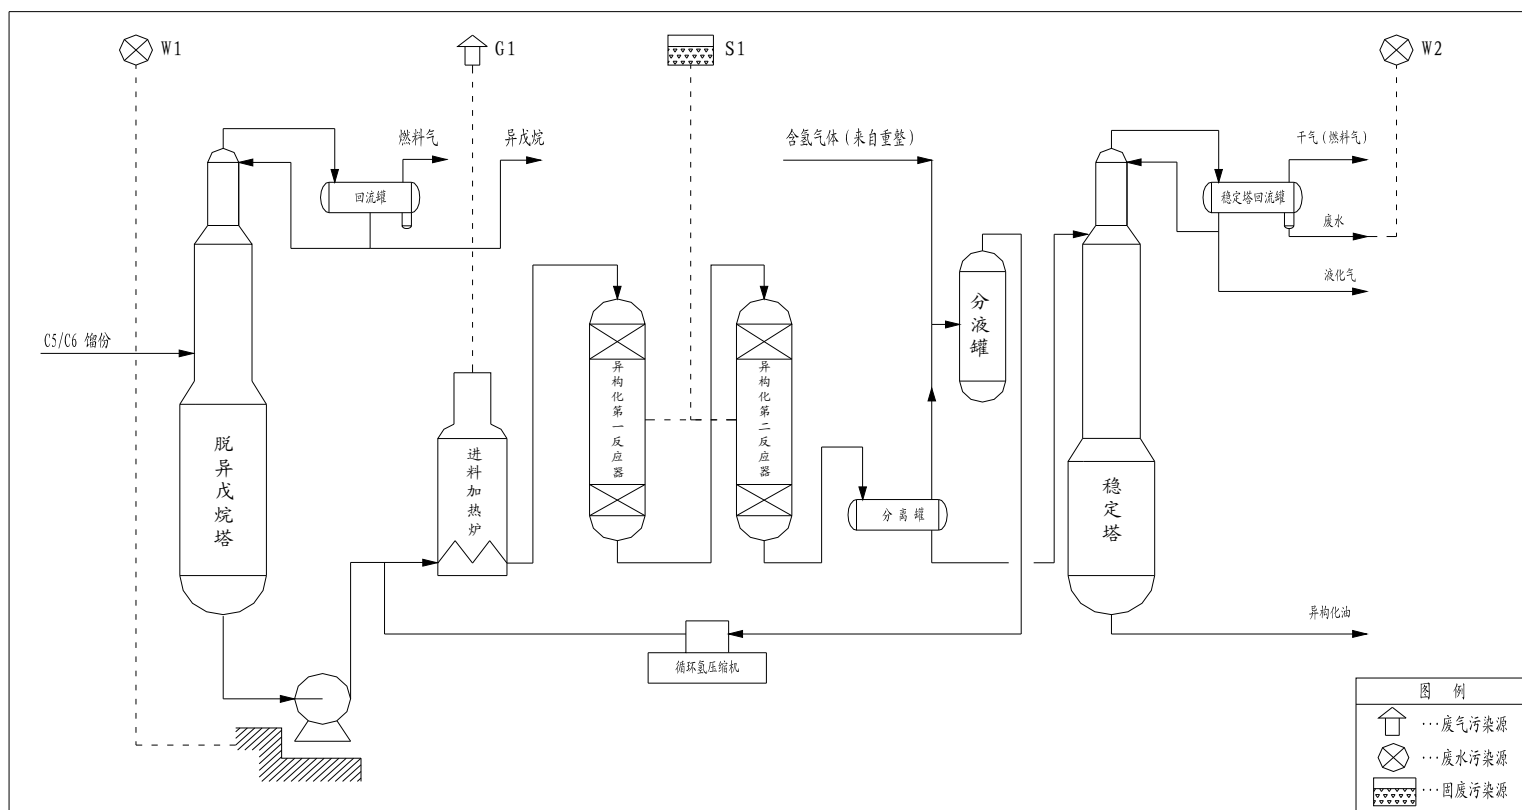 W1
G1
S1
W2
燃料气
异戊烷
含氢气体(来自重整)
干气(燃料气)
回流罐
稳定塔回流罐
废水
液化气
分液罐
C5/C6 馏份
异构化第一反应器
异构化第二反应器
脱异戊烷塔
进料加热炉
分离罐
稳定塔
异构化油
循环氢压缩机
图 例
···废气污染源
···废水污染源
···固废污染源